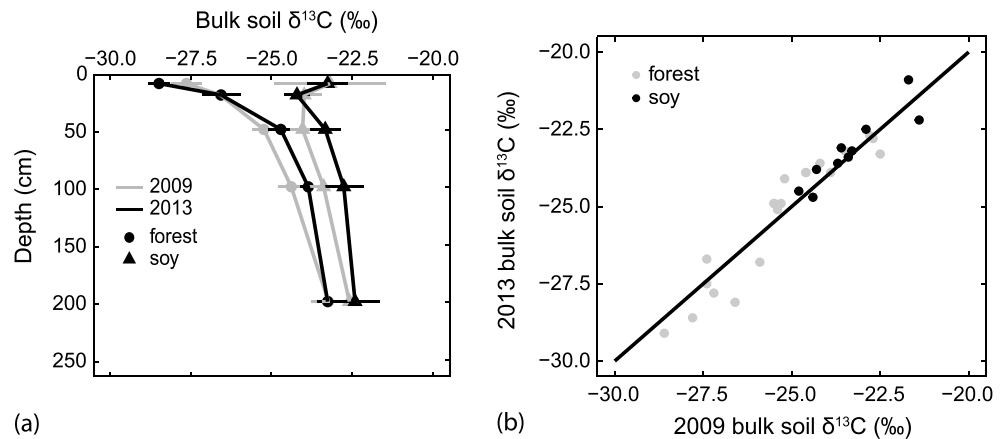 Bulk soil δ¹³C (‰)
−30.0 −27.5 −25.0 −22.5 −20.0
0
50
100
150
200
250
Depth (cm)
2009
2013
forest
soy
(a)
−20.0
−22.5
−25.0
−27.5
−30.0
2013 bulk soil δ¹³C (‰)
forest
soy
−30.0 −27.5 −25.0 −22.5 −20.0
2009 bulk soil δ¹³C (‰)
(b)